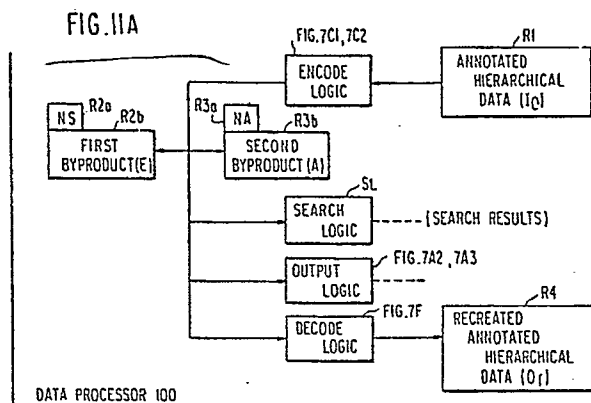 FIG.11A
FIG.7C1,7C2
R1
ENCODE
LOGIC
ANNOTATED
HIERARCHICAL
DATA (IC)
R2a
NS
R2b
R3a
NA
R3b
FIRST
BYPRODUCT(E)
SECOND
BYPRODUCT(A)
SL
SEARCH
LOGIC
(SEARCH RESULTS)
FIG.7A2,7A3
OUTPUT
LOGIC
FIG.7F
R4
DECODE
LOGIC
RECREATED
ANNOTATED
HIERARCHICAL
DATA (Or)
DATA PROCESSOR 100